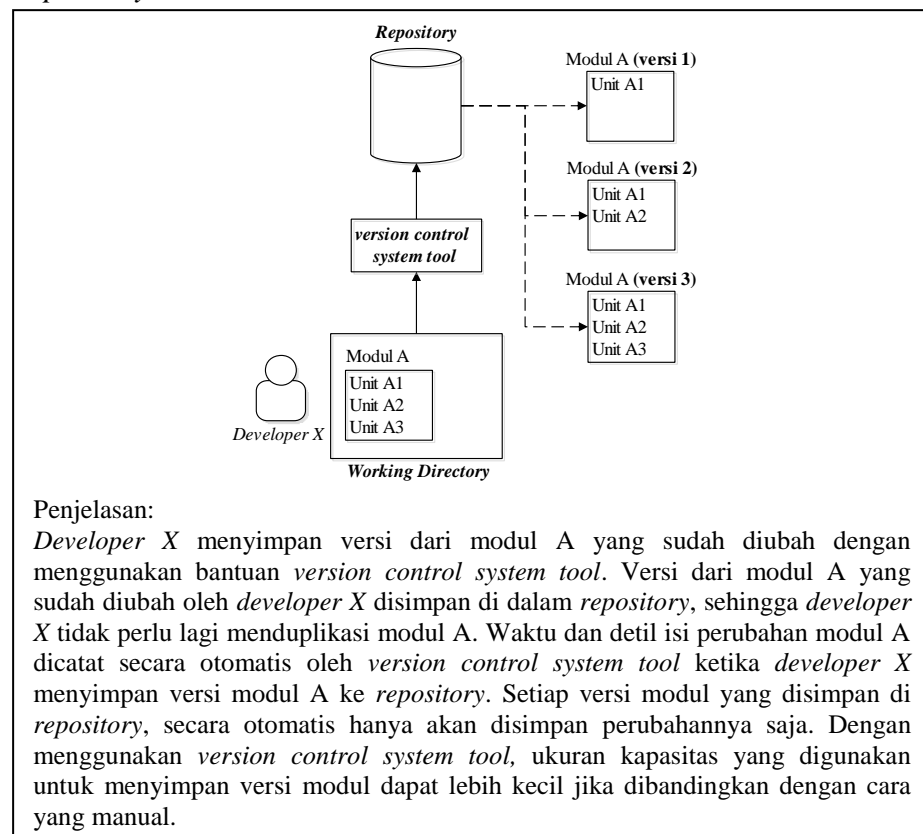 Repository
Modul A (versi 1)
Unit A1
Modul A (versi 2)
Unit A1
Unit A2
version control
system tool
Modul A (versi 3)
Unit A1
Unit A2
Unit A3
Modul A
Unit A1
Unit A2
Unit A3
Developer X
Working Directory
Penjelasan:
Developer X menyimpan versi dari modul A yang sudah diubah dengan
menggunakan bantuan version control system tool. Versi dari modul A yang
sudah diubah oleh developer X disimpan di dalam repository, sehingga developer
X tidak perlu lagi menduplikasi modul A. Waktu dan detil isi perubahan modul A
dicatat secara otomatis oleh version control system tool ketika developer X
menyimpan versi modul A ke repository. Setiap versi modul yang disimpan di
repository, secara otomatis hanya akan disimpan perubahannya saja. Dengan
menggunakan version control system tool, ukuran kapasitas yang digunakan
untuk menyimpan versi modul dapat lebih kecil jika dibandingkan dengan cara
yang manual.